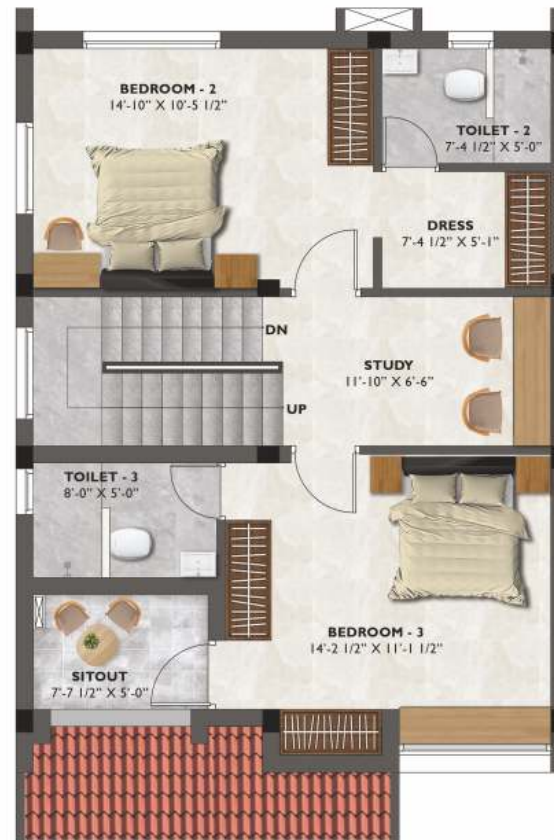 BEDROOM - 2
14'-10" X 10'-5 1/2"
TOILET - 2
7'-4 1/2" X 5'-0"
DRESS
7'-4 1/2" X 5'-1"
DN
STUDY
11'-10" X 6'-6"
UP
TOILET - 3
8'-0" X 5'-0"
BEDROOM - 3
14'-2 1/2" X 11'-1 1/2"
SITOUT
7'-7 1/2" X 5'-0"